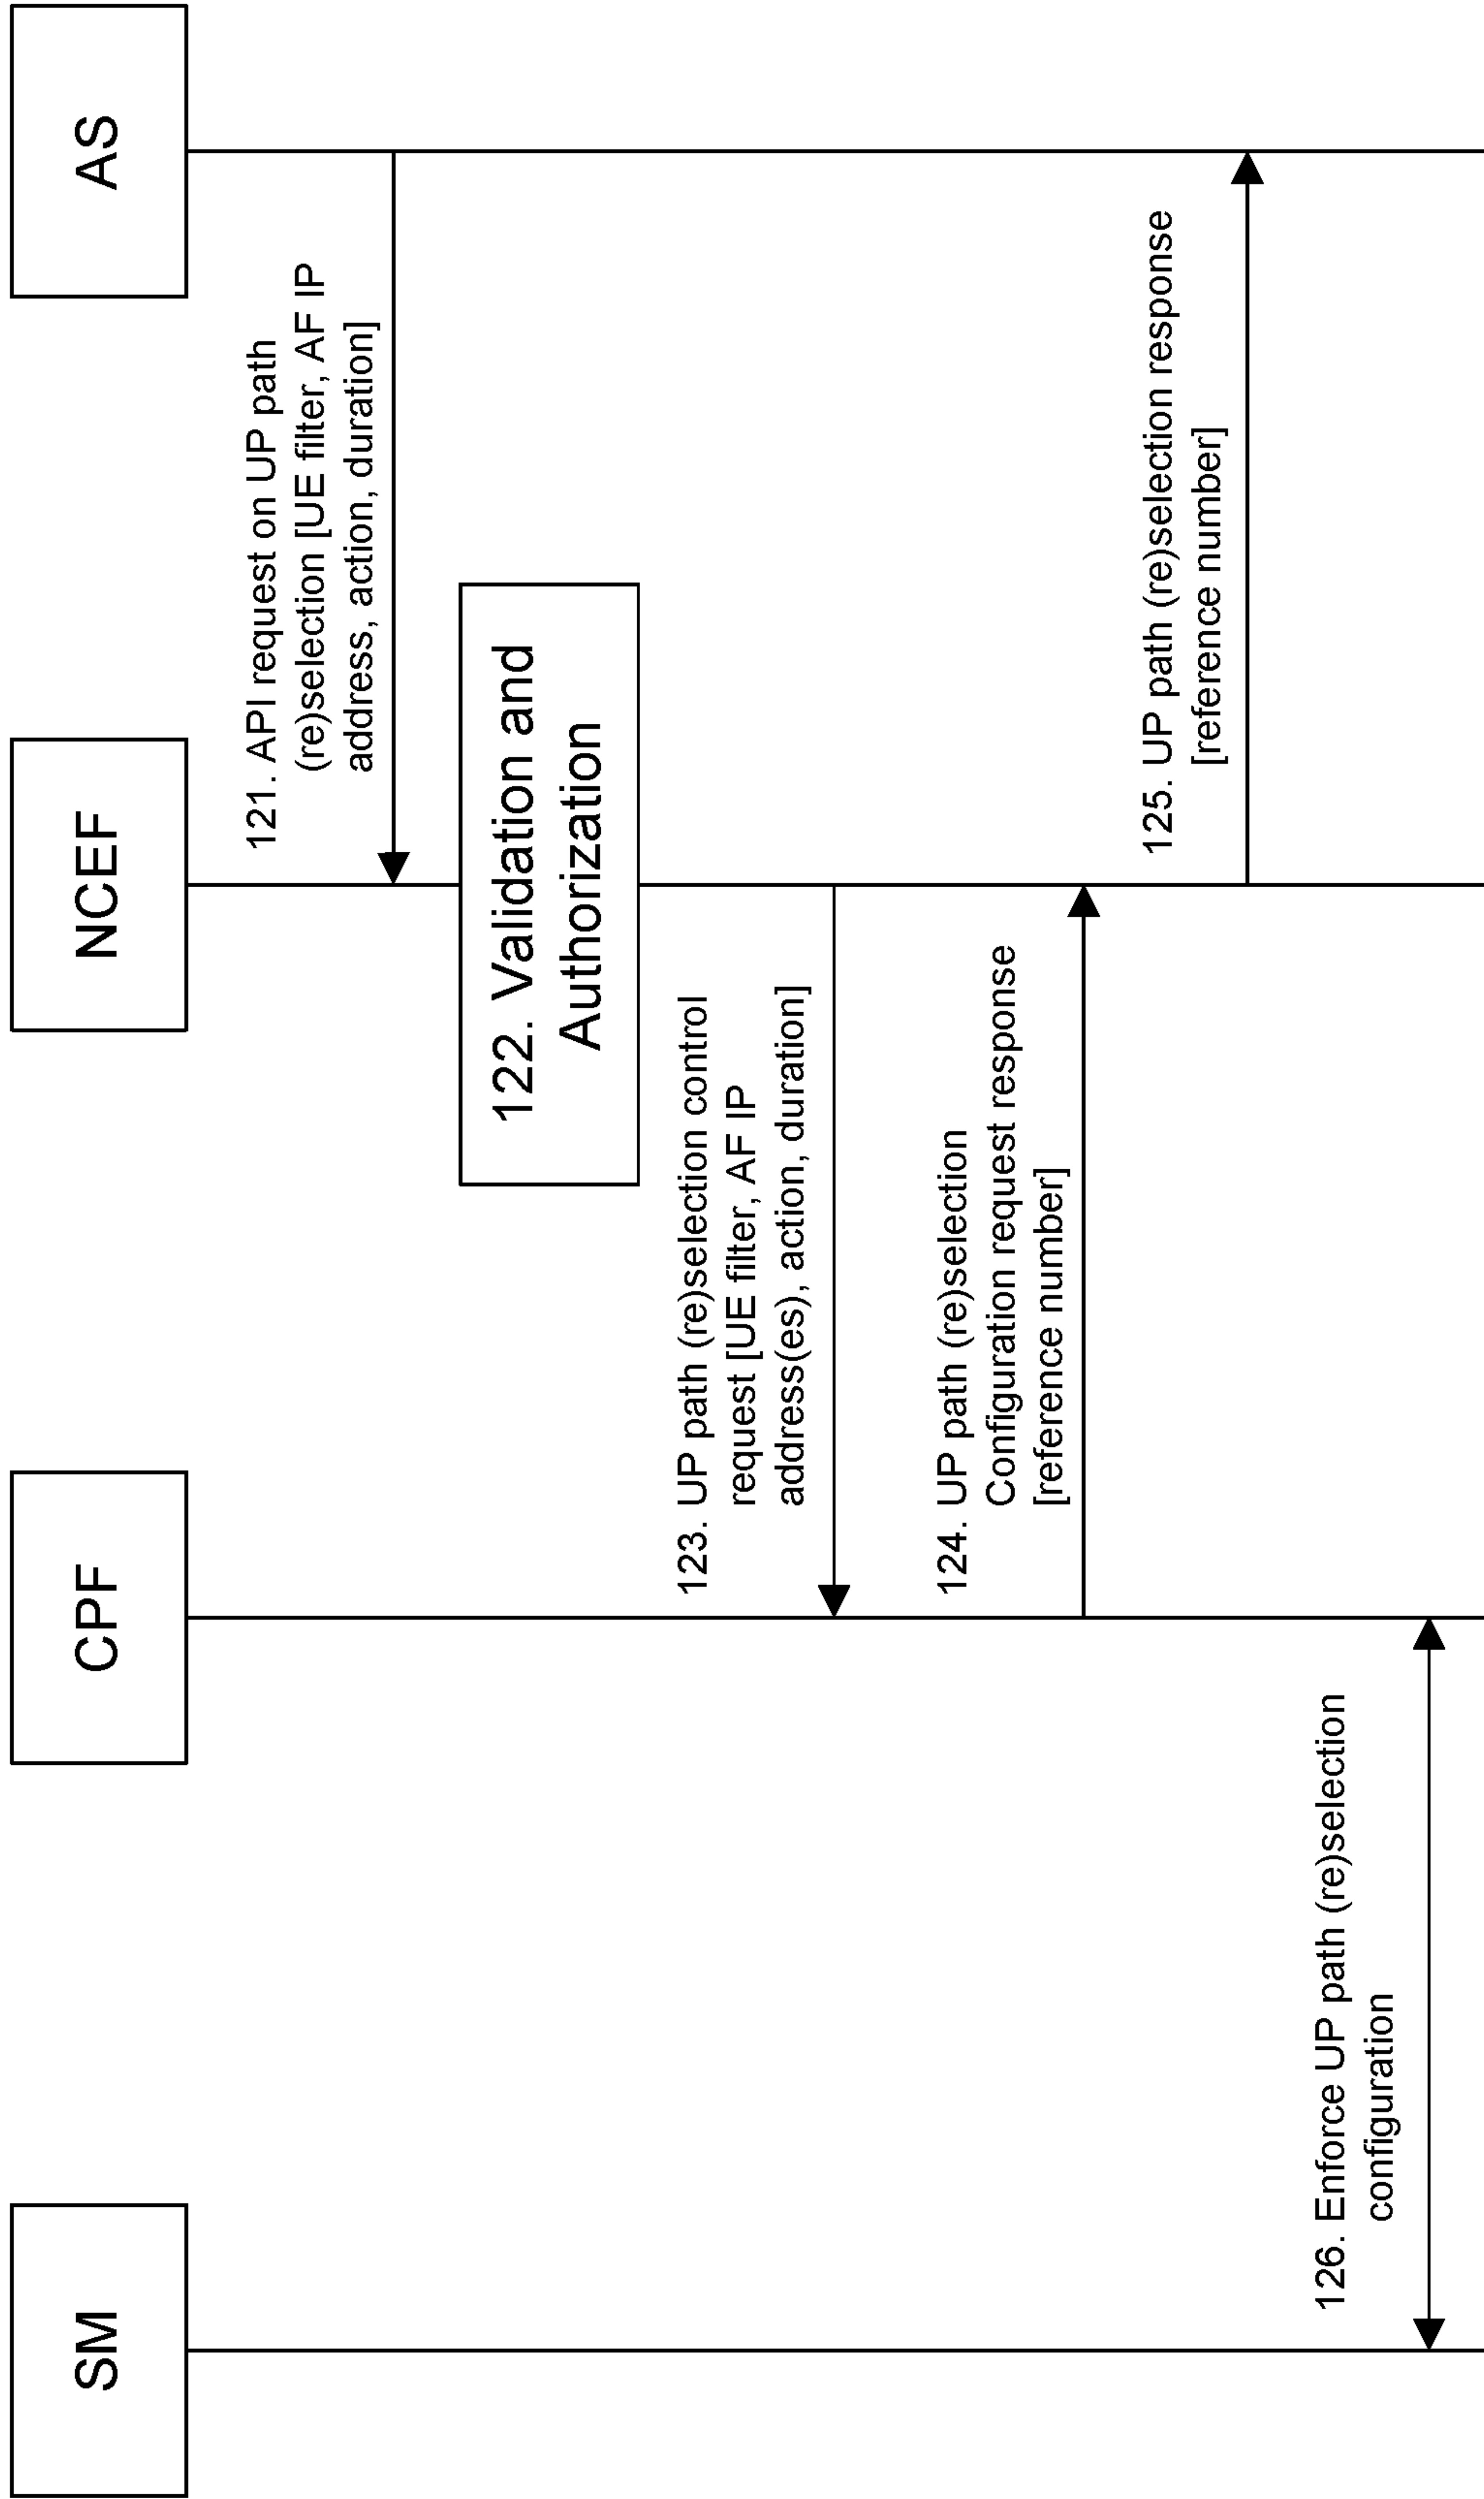 SM
CPF
NCEF
AS
121. API request on UP path
(re)selection [UE filter, AF IP
address, action, duration]
122. Validation and
Authorization
123. UP path (re)selection control
request [UE filter, AF IP
address(es), action, duration]
124. UP path (re)selection
Configuration request response
[reference number]
125. UP path (re)selection response
[reference number]
126. Enforce UP path (re)selection
configuration